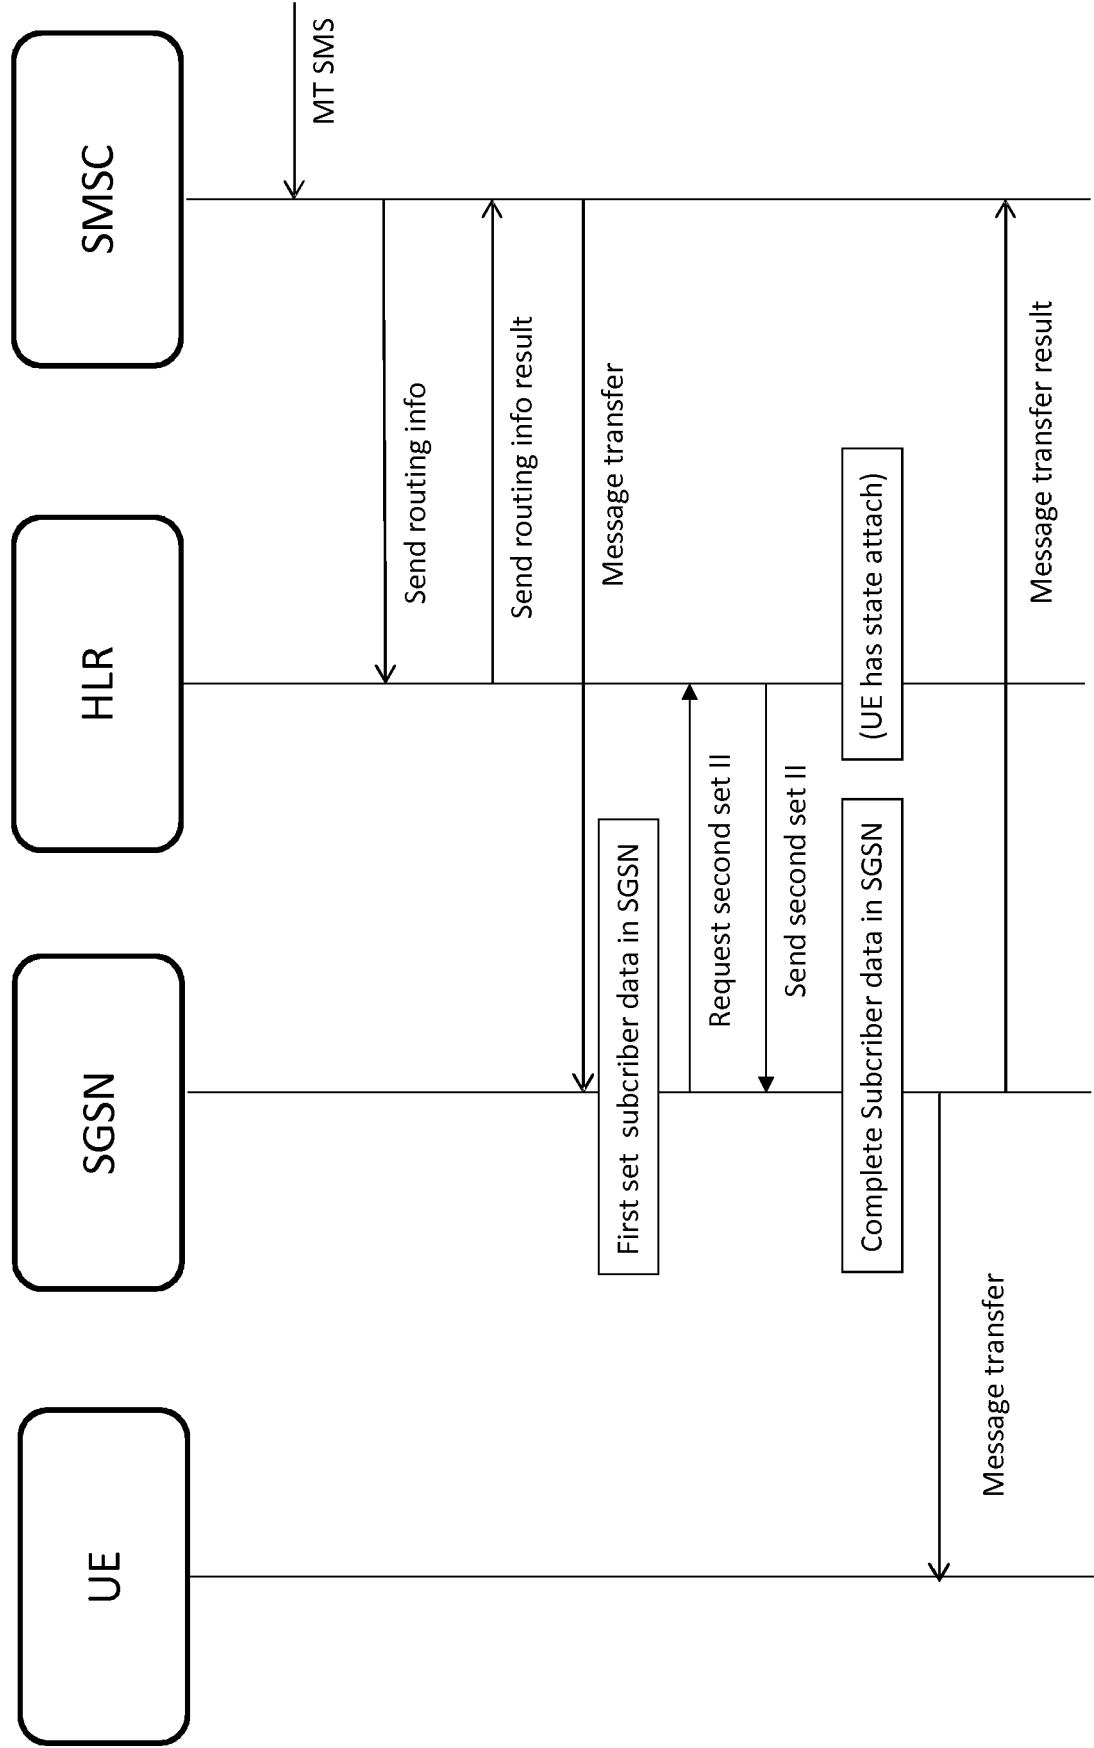 UE
SGSN
HLR
SMSC
MT SMS
Send routing info
Send routing info result
Message transfer
First set subcriber data in SGSN
Request second set II
Send second set II
Complete Subcriber data in SGSN
(UE has state attach)
Message transfer
Message transfer result